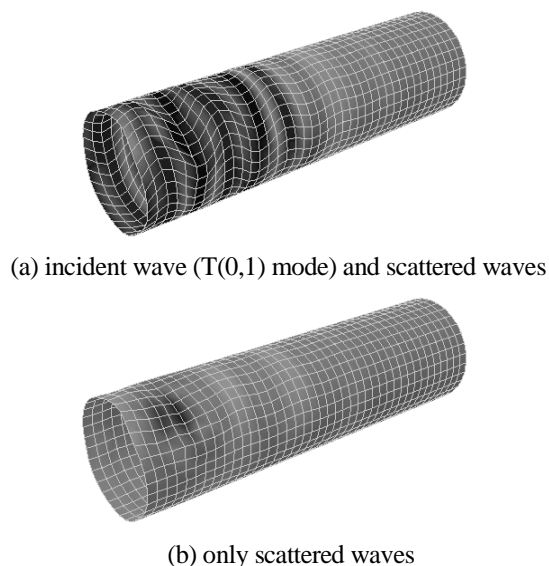 (a) incident wave (T(0,1) mode) and scattered waves
(b) only scattered waves